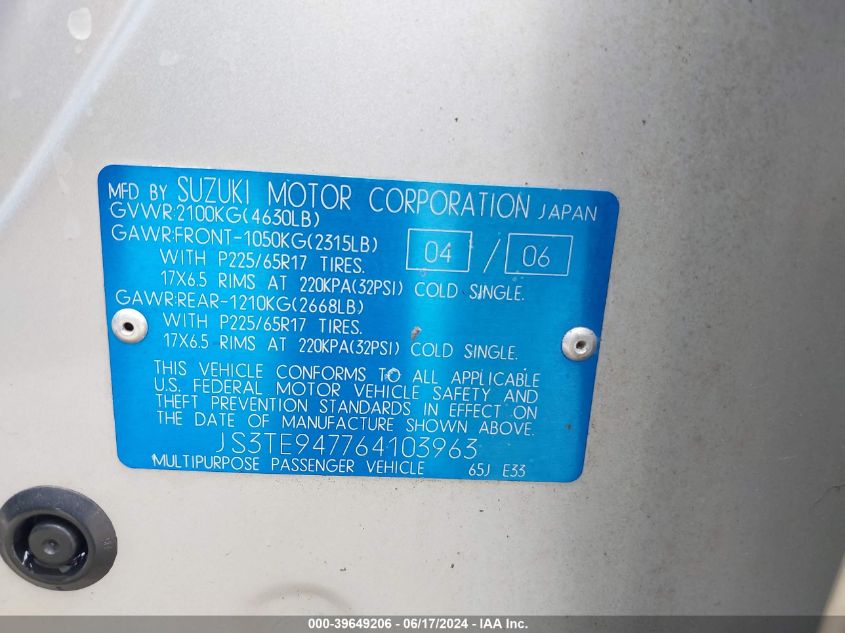 MFD BY SUZUKI MOTOR CORPORATION JAPAN
GVWR:2100KG(4630LB)
GAWR:FRONT-1050KG(2315LB) 04 / 06
WITH P225/65R17 TIRES.
17X6.5 RIMS AT 220KPA(32PSI) COLD SINGLE.
GAWR:REAR-1210KG(2668LB)
WITH P225/65R17 TIRES.
17X6.5 RIMS AT 220KPA(32PSI) COLD SINGLE.
THIS VEHICLE CONFORMS TO ALL APPLICABLE
U.S. FEDERAL MOTOR VEHICLE SAFETY AND
THEFT PREVENTION STANDARDS IN EFFECT ON
THE DATE OF MANUFACTURE SHOWN ABOVE.
JS3TE947764103963
MULTIPURPOSE PASSENGER VEHICLE 65J E33
000-39649206 - 06/17/2024 - IAA Inc.